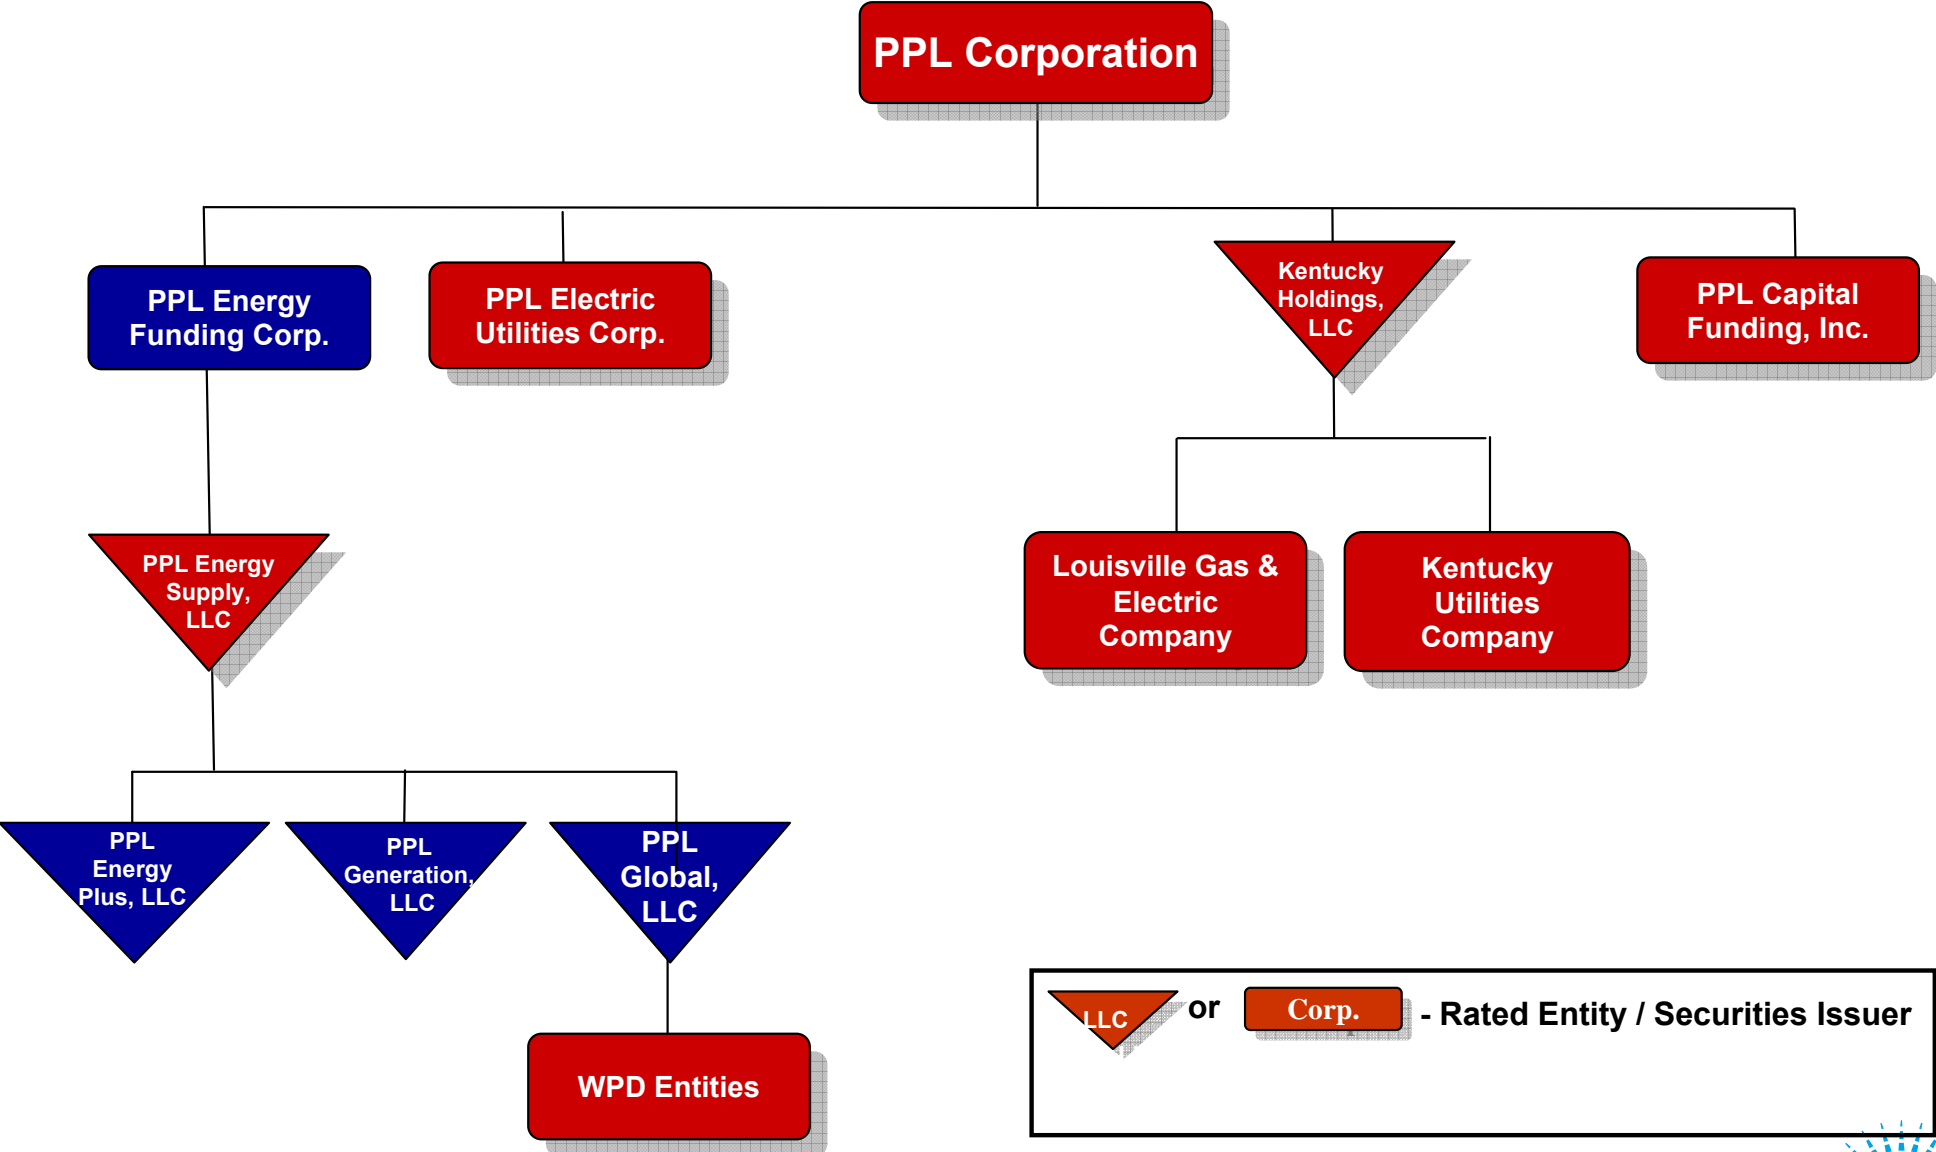 PPL Corporation
PPL Energy
Funding Corp.
PPL Electric
Utilities Corp.
Kentucky
Holdings,
LLC
PPL Capital
Funding, Inc.
PPL Energy
Supply,
LLC
Louisville Gas &
Electric
Company
Kentucky
Utilities
Company
PPL
Energy
Plus, LLC
PPL
Generation,
LLC
PPL
Global,
LLC
WPD Entities
LLC or Corp. - Rated Entity / Securities Issuer